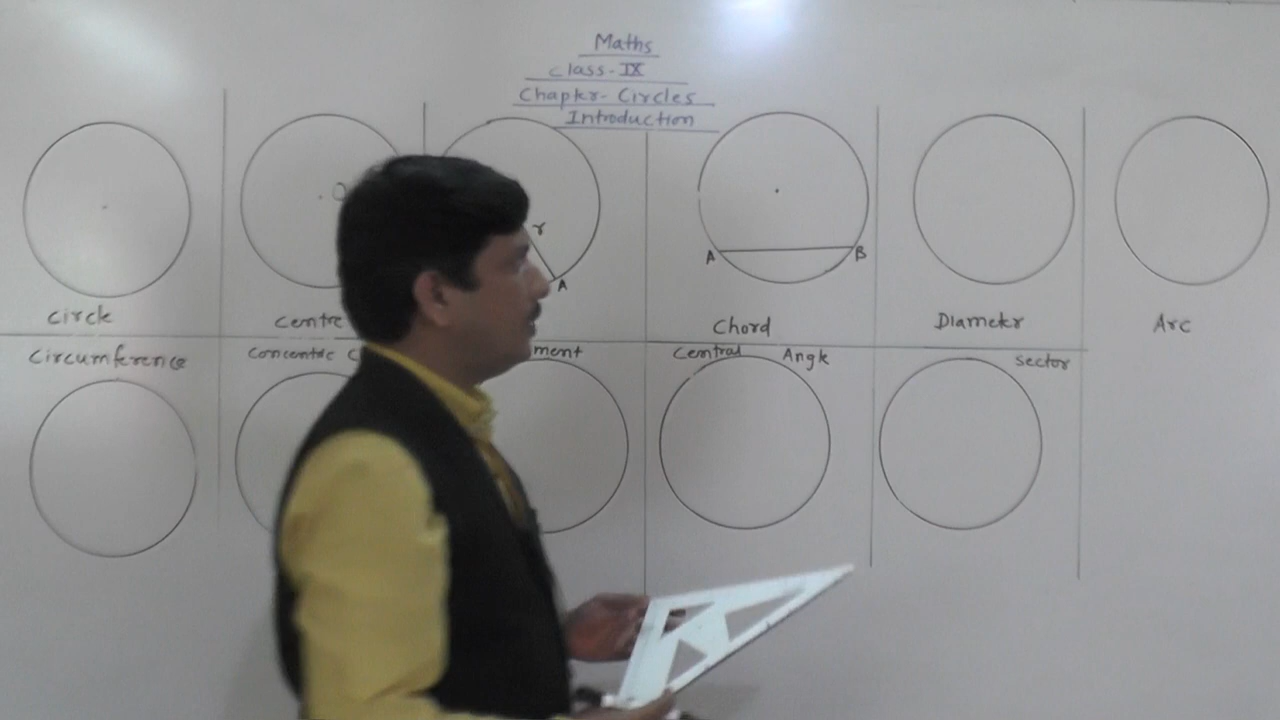 Maths
Class-IX
Chapter- Circles
Introduction
O
r
A
A
B
Circle
Centre
Chord
Diameter
Arc
Circumference
Concentric C
ment
Central Angle
Sector